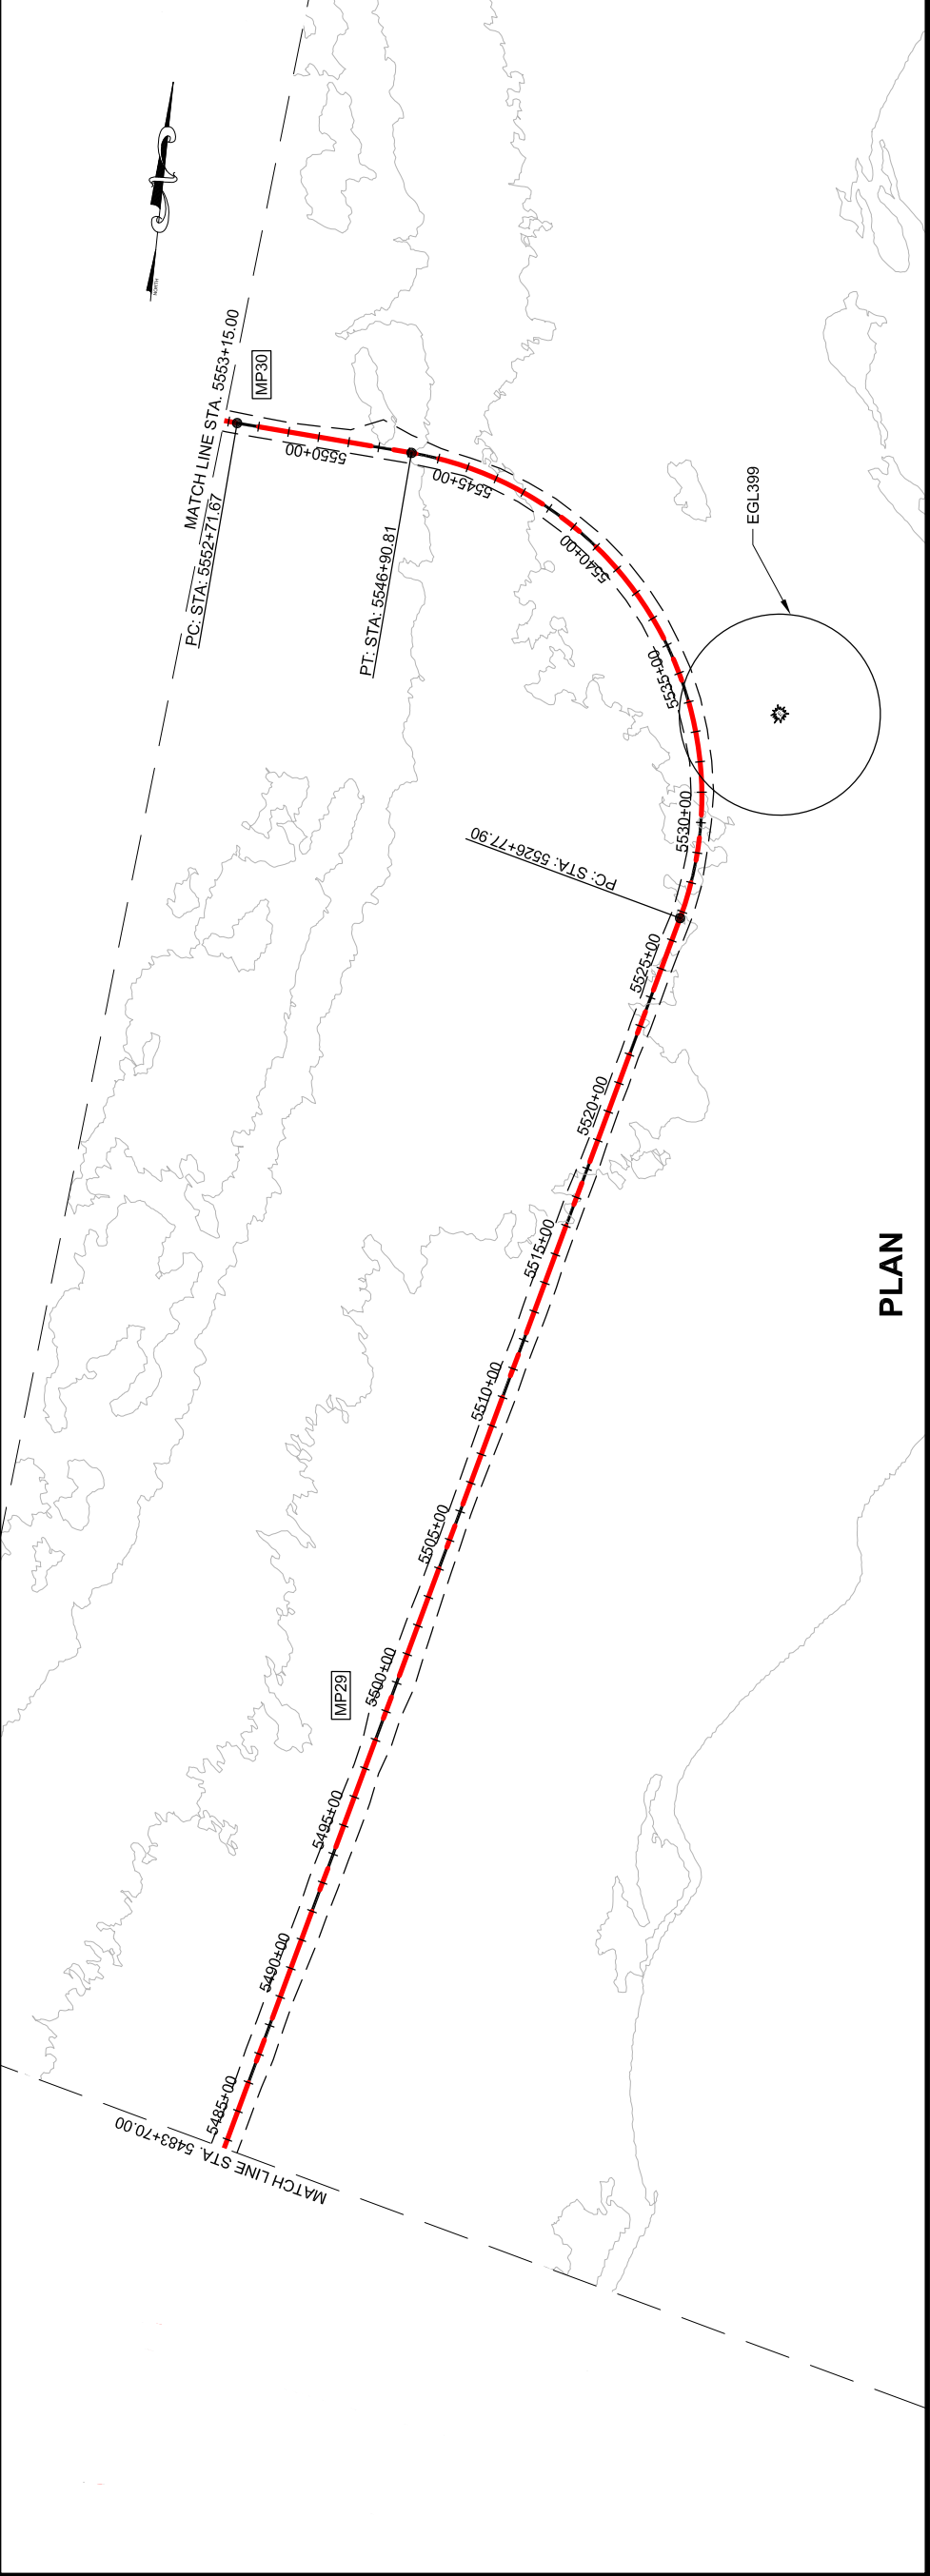 NORTH
MATCH LINE STA. 5553+15.00
MP30
PC: STA: 5552+71.67
5550+00
PT: STA: 5546+90.81
5545+00
EGL399
5540+00
5535+00
5530+00
PC: STA: 5526+77.90
5525+00
5520+00
5515+00
PLAN
5510+00
5505+00
5500+00
MP29
5495+00
5490+00
5485+00
MATCH LINE STA. 5483+70.00